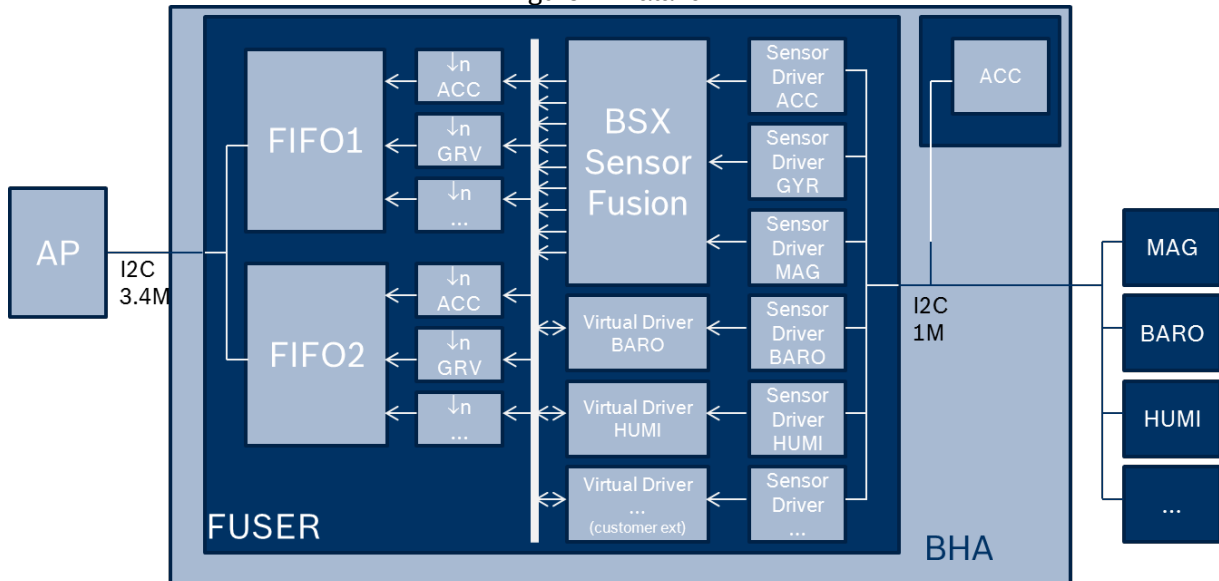 AP
I2C
3.4M
FIFO1
FIFO2
↓n
ACC
↓n
GRV
↓n
...
↓n
ACC
↓n
GRV
↓n
...
BSX
Sensor
Fusion
Virtual Driver
BARO
Virtual Driver
HUMI
Virtual Driver
...
(customer ext)
Sensor
Driver
ACC
Sensor
Driver
GYR
Sensor
Driver
MAG
Sensor
Driver
BARO
Sensor
Driver
HUMI
Sensor
Driver
...
FUSER
ACC
I2C
1M
BHA
MAG
BARO
HUMI
...